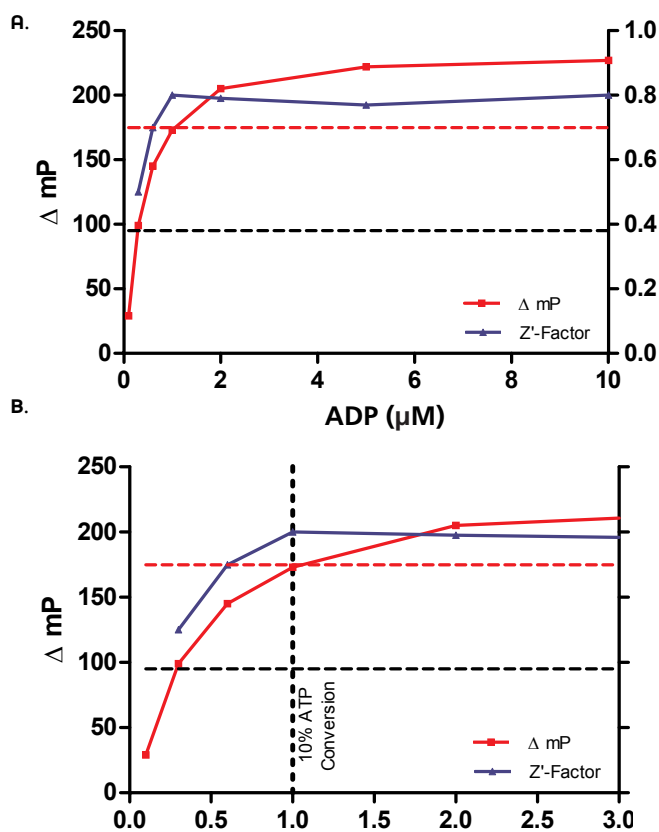 A.
250
200
150
100
50
0
Δ mP
1.0
0.8
0.6
0.4
0.2
0.0
Δ mP
Z'-Factor
0 2 4 6 8 10
ADP (µM)
B.
250
200
150
100
50
0
Δ mP
10% ATP
Conversion
Δ mP
Z'-Factor
0.0 0.5 1.0 1.5 2.0 2.5 3.0